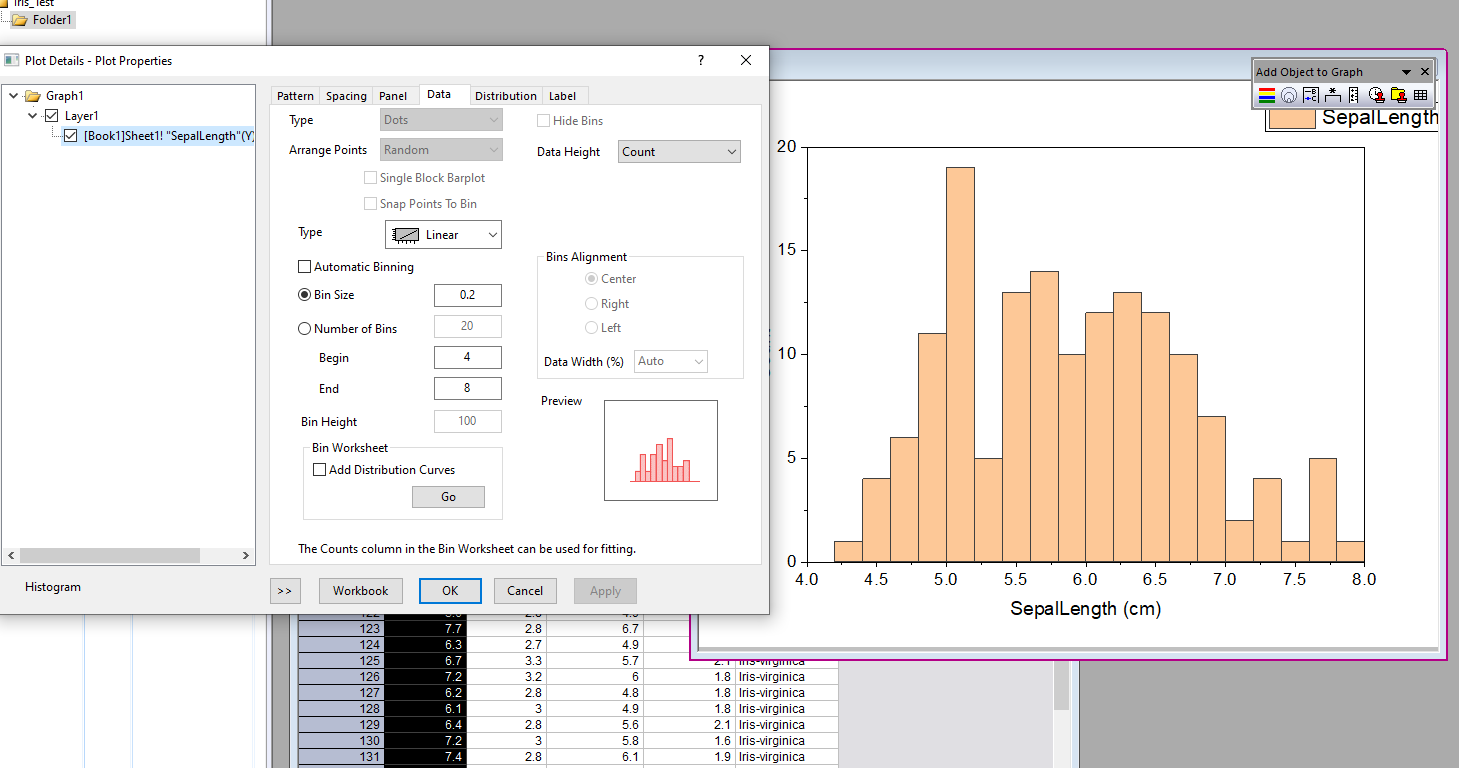 Iris_Test
Folder1
Plot Details - Plot Properties
?
Graph1
Layer1
[Book1]Sheet1! "SepalLength"(Y)
Pattern Spacing Panel Data Distribution Label
Type Dots Hide Bins
Arrange Points Random Data Height Count
Single Block Barplot
Snap Points To Bin
Type Linear
Automatic Binning
Bin Size 0.2
Number of Bins 20
Begin 4
End 8
Bin Height 100
Bins Alignment
Center
Right
Left
Data Width (%) Auto
Preview
Bin Worksheet
Add Distribution Curves
Go
The Counts column in the Bin Worksheet can be used for fitting.
Histogram
>> Workbook OK Cancel Apply
Add Object to Graph
SepalLength
20
15
10
5
0
4.0 4.5 5.0 5.5 6.0 6.5 7.0 7.5 8.0
SepalLength (cm)
123 7.7 2.8 6.7
124 6.3 2.7 4.9
125 6.7 3.3 5.7 2.1 Iris-virginica
126 7.2 3.2 6 1.8 Iris-virginica
127 6.2 2.8 4.8 1.8 Iris-virginica
128 6.1 3 4.9 1.8 Iris-virginica
129 6.4 2.8 5.6 2.1 Iris-virginica
130 7.2 3 5.8 1.6 Iris-virginica
131 7.4 2.8 6.1 1.9 Iris-virginica